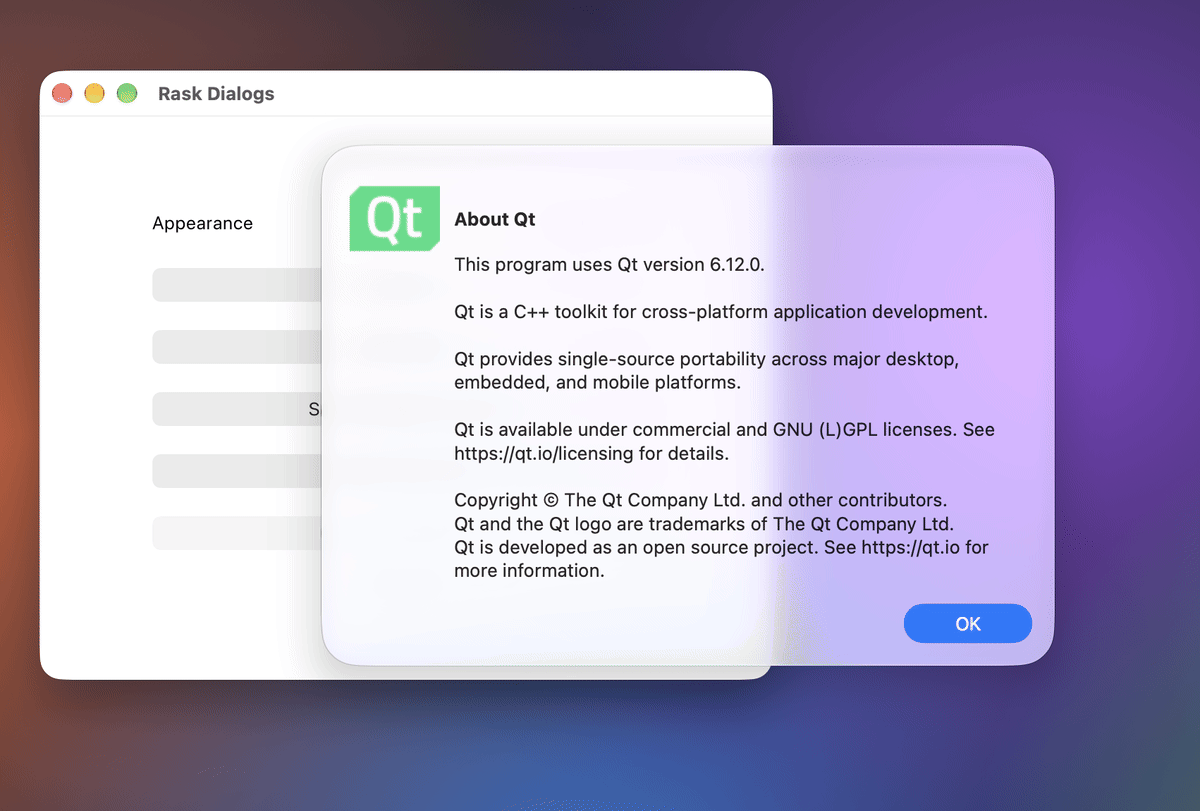 Rask Dialogs
Appearance
Qt
About Qt
This program uses Qt version 6.12.0.
Qt is a C++ toolkit for cross-platform application development.
Qt provides single-source portability across major desktop,
embedded, and mobile platforms.
Qt is available under commercial and GNU (L)GPL licenses. See
https://qt.io/licensing for details.
Copyright © The Qt Company Ltd. and other contributors.
Qt and the Qt logo are trademarks of The Qt Company Ltd.
Qt is developed as an open source project. See https://qt.io for
more information.
OK